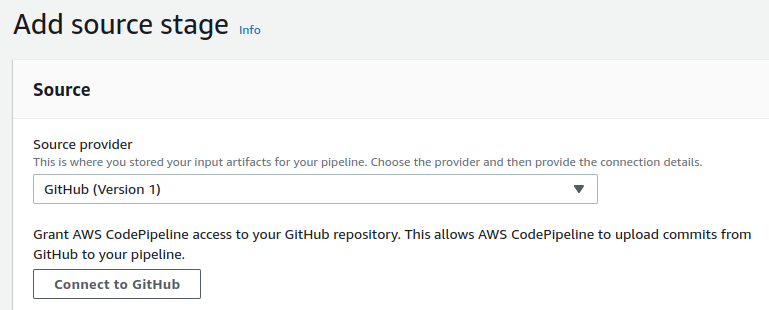 Add source stage Info
Source
Source provider
This is where you stored your input artifacts for your pipeline. Choose the provider and then provide the connection details.
GitHub (Version 1)
Grant AWS CodePipeline access to your GitHub repository. This allows AWS CodePipeline to upload commits from
GitHub to your pipeline.
Connect to GitHub